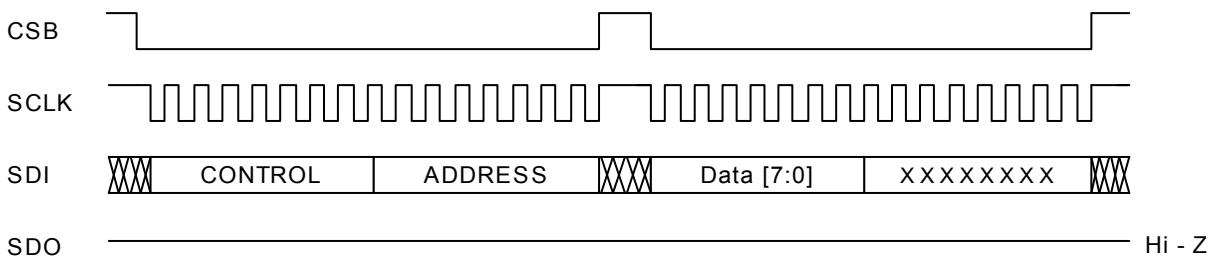 CSB
SCLK
SDI CONTROL ADDRESS Data [7:0] XXXXXXXX
SDO Hi - Z